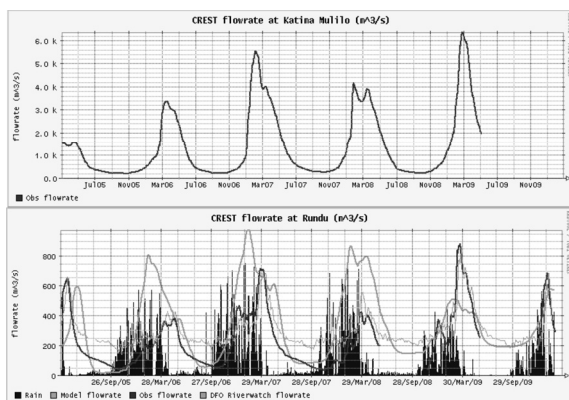 CREST flowrate at Katima Mulilo (m^3/s)
flowrate (m^3/s)
6.0 k
5.0 k
4.0 k
3.0 k
2.0 k
1.0 k
0.0
Jul05 Nov05 Mar06 Jul06 Nov06 Mar07 Jul07 Nov07 Mar08 Jul08 Nov08 Mar09 Jul09 Nov09
Obs flowrate
CREST flowrate at Rundu (m^3/s)
flowrate (m^3/s)
800
600
400
200
0
26/Sep/05 28/Mar/06 27/Sep/06 29/Mar/07 28/Sep/07 29/Mar/08 28/Sep/08 30/Mar/09 29/Sep/09
Rain Model flowrate Obs flowrate DFO Riverwatch flowrate